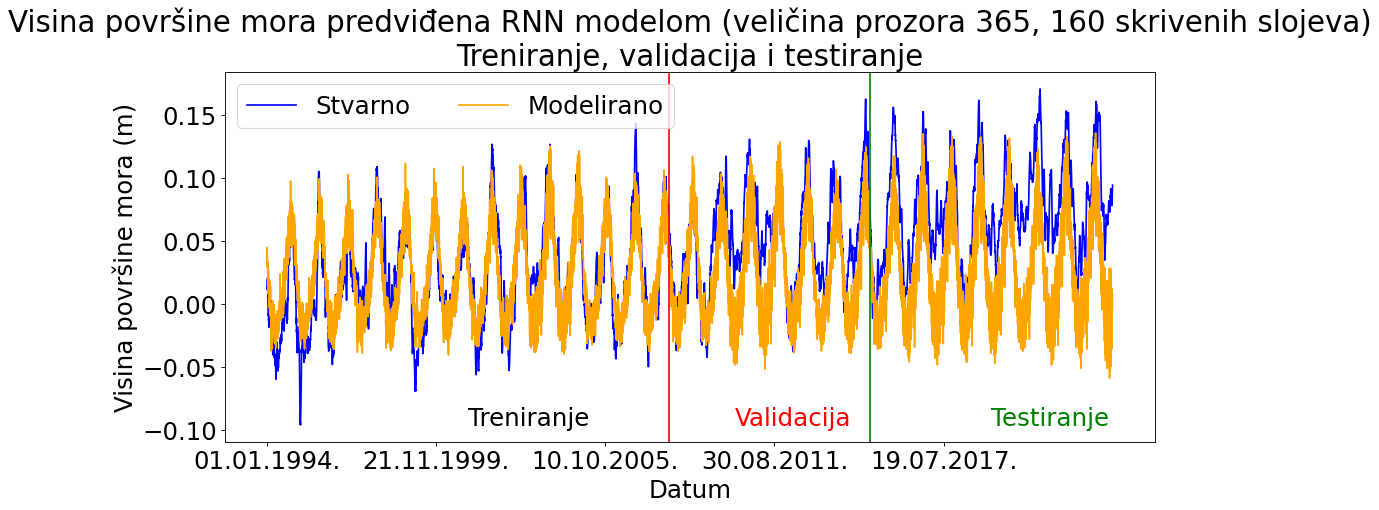 Visina površine mora predviđena RNN modelom (veličina prozora 365, 160 skrivenih slojeva)
Treniranje, validacija i testiranje
Stvarno
Modelirano
Visina površine mora (m)
0.15
0.10
0.05
0.00
−0.05
−0.10
Treniranje
Validacija
Testiranje
01.01.1994.
21.11.1999.
10.10.2005.
30.08.2011.
19.07.2017.
Datum